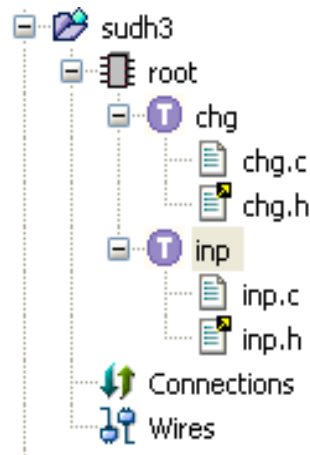 sudh3
root
T chg
chg.c
chg.h
T inp
inp.c
inp.h
Connections
Wires